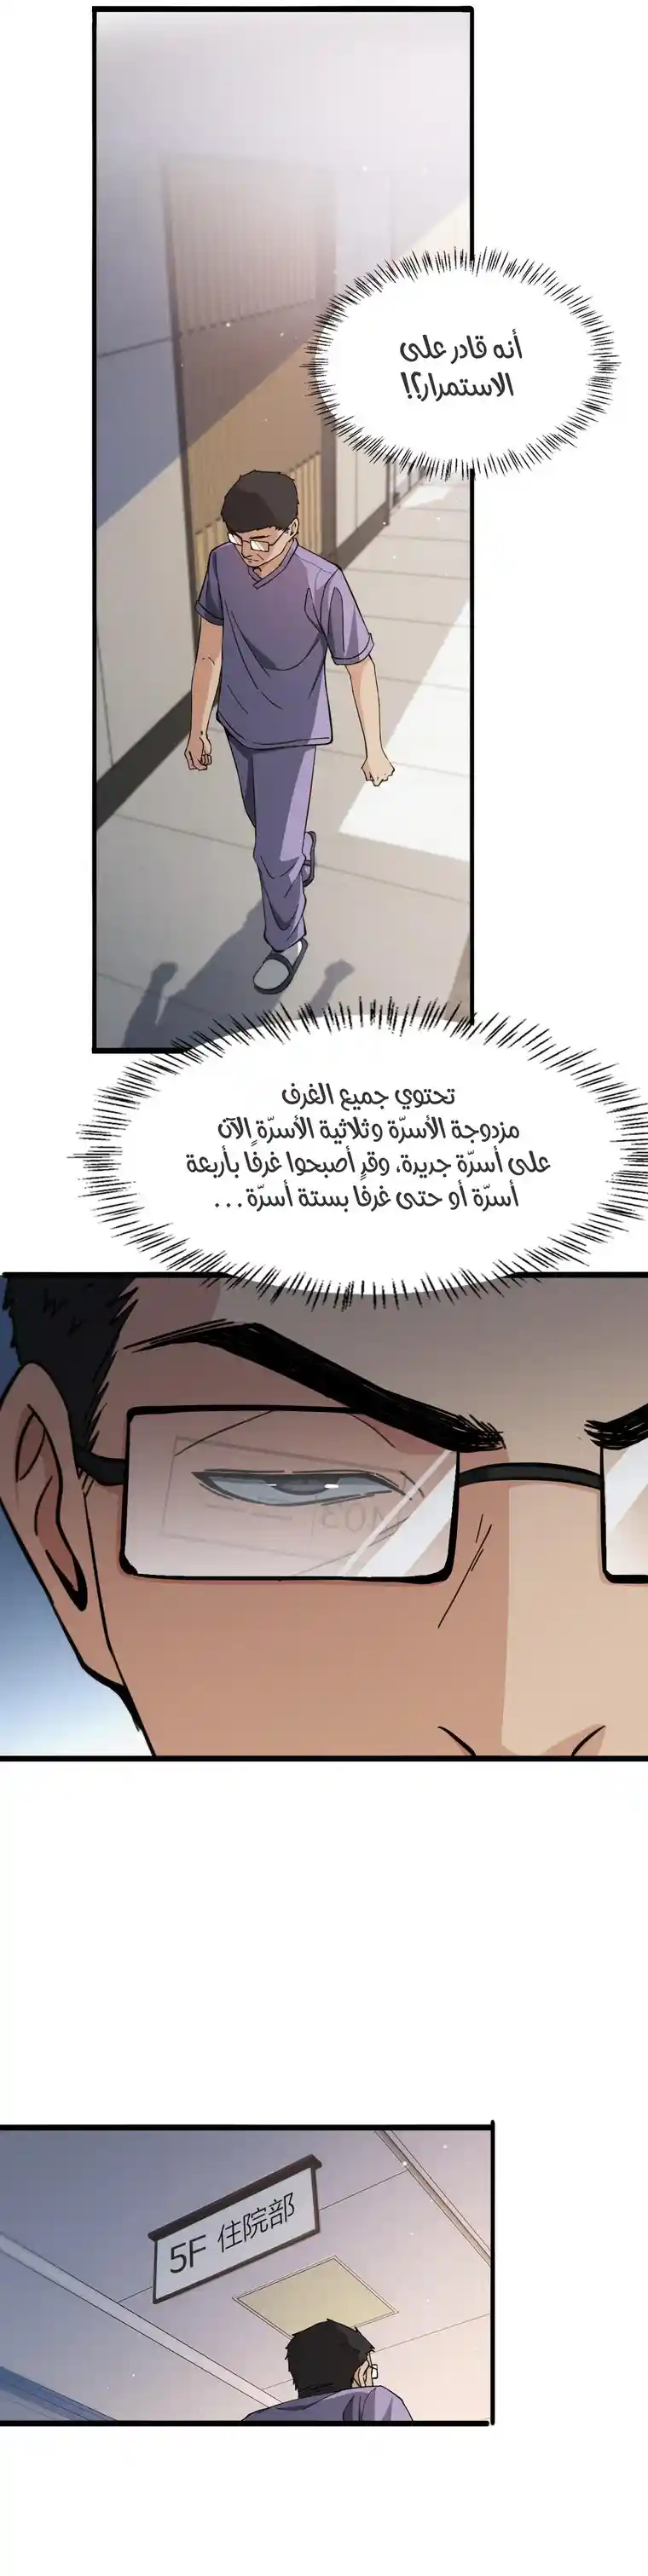 أنه قادر على
الاستمرار؟!
تحتوي جميع الغرف
مزدوجة الأسرّة وثلاثية الأسرّةِ الآن
على أسرّة جديدة، وقدِ أصبحوا غرفًا بأربعة
أسرّة أو حتى غرفًا بستة أسرّة...
5F 住院部